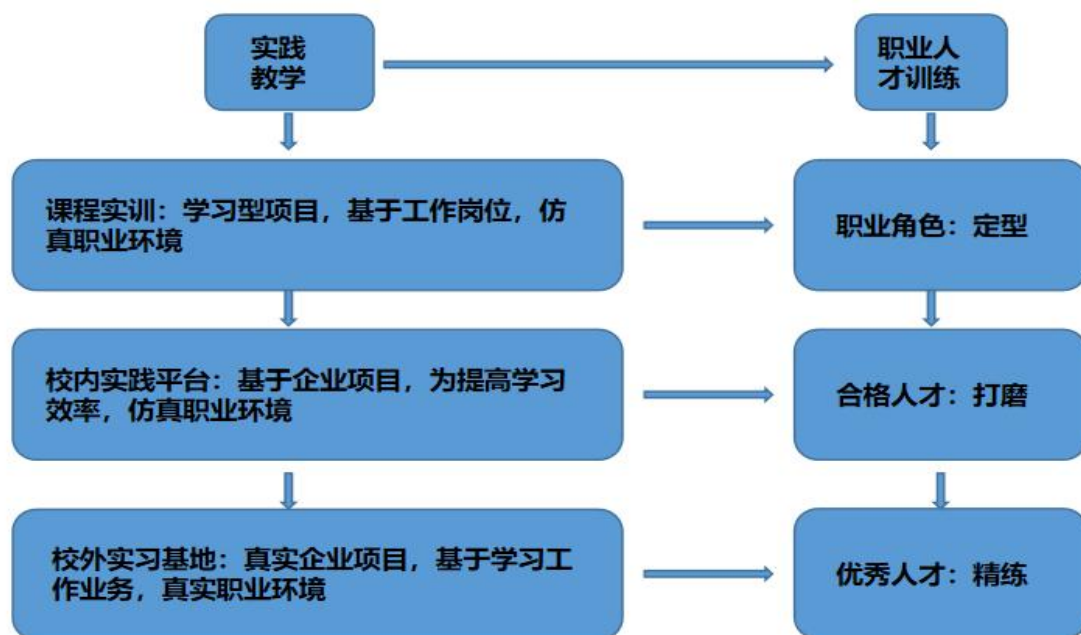 实践
教学
职业人
才训练
课程实训：学习型项目，基于工作岗位，仿
真职业环境
职业角色：定型
校内实践平台：基于企业项目，为提高学习
效率，仿真职业环境
合格人才：打磨
校外实习基地：真实企业项目，基于学习工
作业务，真实职业环境
优秀人才：精练